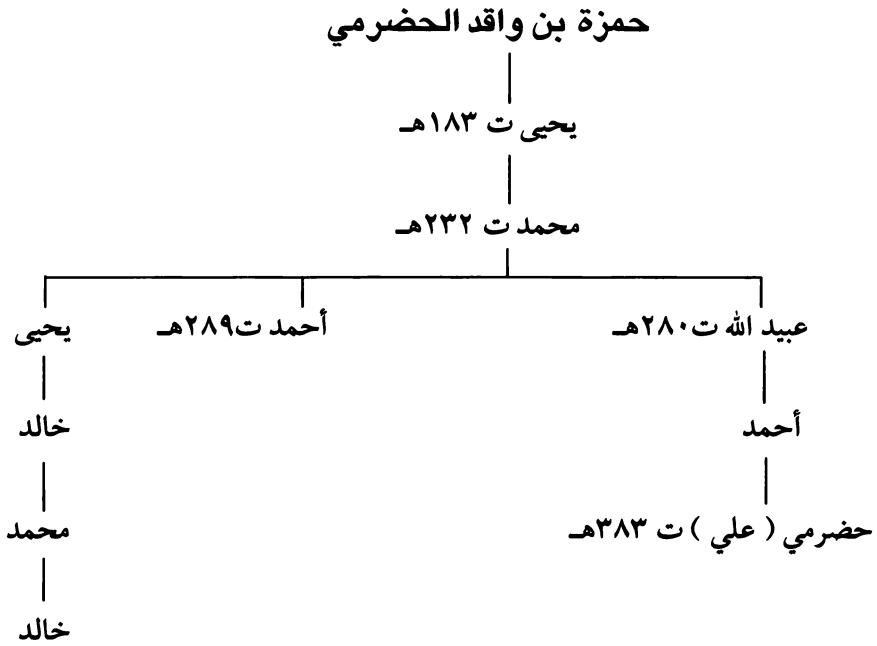 حمزة بن واقد الحضرمي
يحيى ت ١٨٣هـ
محمد ت ٢٣٢هـ
عبيد الله ت٢٨٠هـ أحمد ت٢٨٩هـ يحيى
أحمد خالد
حضرمي ( علي ) ت ٣٨٣هـ محمد
خالد